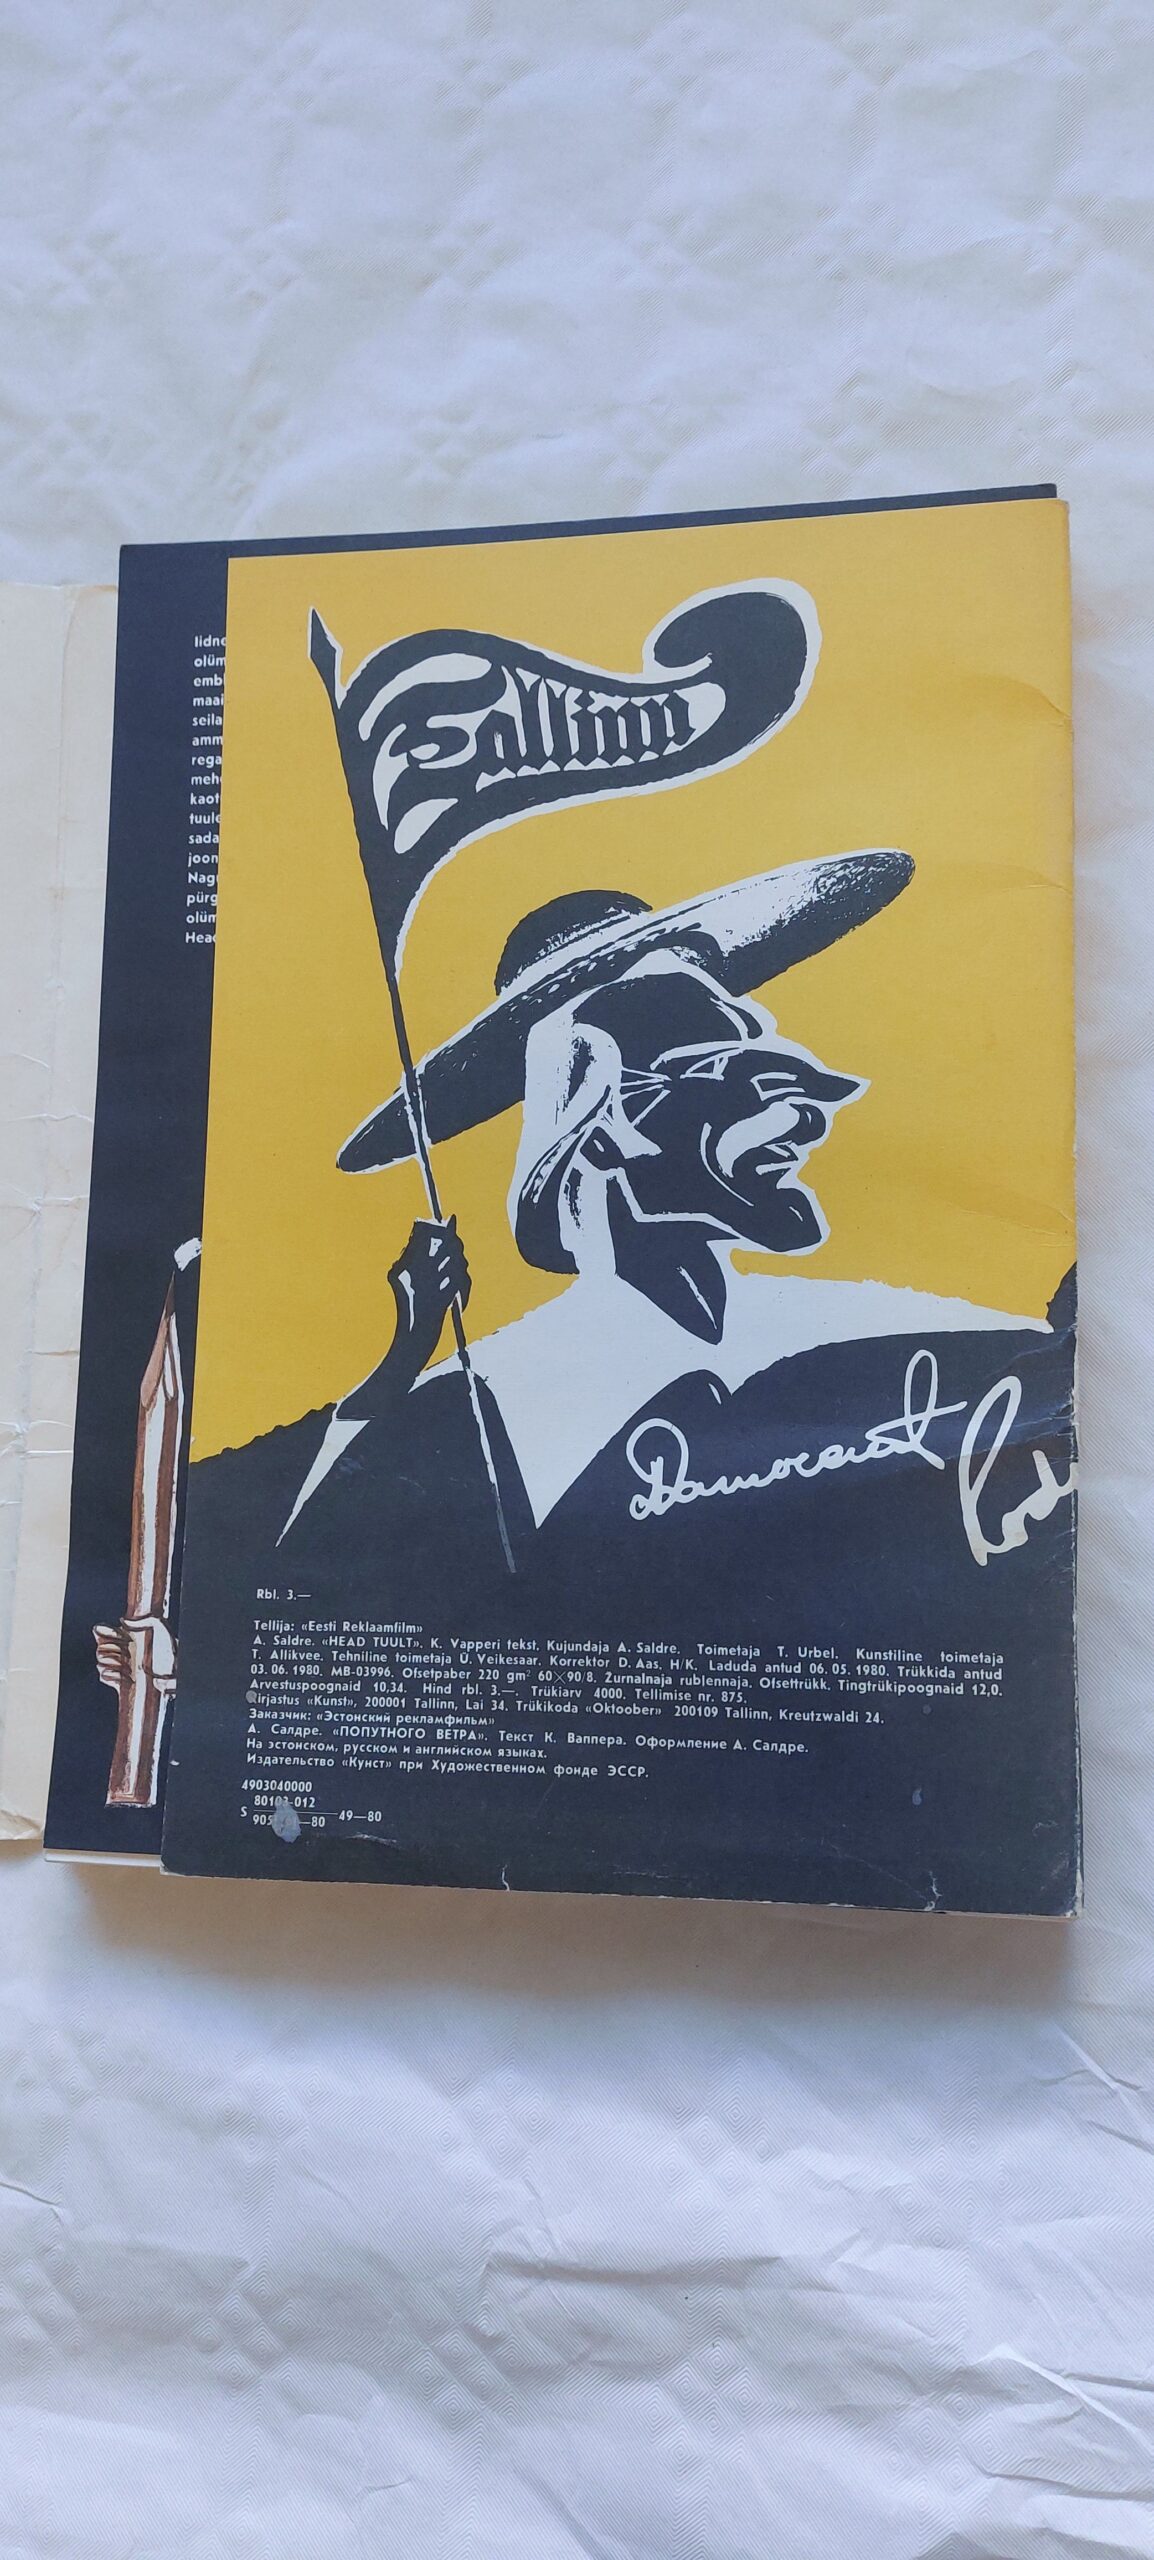 Iidne
olüm
emb
maai
seila
amm
rega
meh
kaot
tuule
sada
joon
Nagu
pürg
olüm
Head
Tallinn
Rbl. 3.—
Tellija: «Eesti Reklaamfilm»
A. Saldre. «HEAD TUULT». K. Vapperi tekst. Kujundaja A. Saldre. Toimetaja T. Urbel. Kunstiline toimetaja
T. Allikvee. Tehniline toimetaja Ü. Veikesaar. Korrektor D. Aas. H/K. Laduda antud 06. 05. 1980. Trükkida antud
03. 06. 1980. MB-03996. Ofsetpaber 220 gm² 60×90/8. Žurnalnaja rublennaja. Ofsettrükk. Tingtrükipoognaid 12,0.
Arvestuspoognaid 10,34. Hind rbl. 3.—. Trükiarv 4000. Tellimise nr. 875.
Kirjastus «Kunst», 200001 Tallinn, Lai 34. Trükikoda «Oktoober» 200109 Tallinn, Kreutzwaldi 24.
Заказчик: «Эстонский рекламфильм»
А. Салдре. «ПОПУТНОГО ВЕТРА». Текст К. Ваппера. Оформление А. Салдре.
На эстонском, русском и английском языках.
Издательство «Кунст» при Художественном фонде ЭССР.
4903040000
S 80103-012 49—80
—80